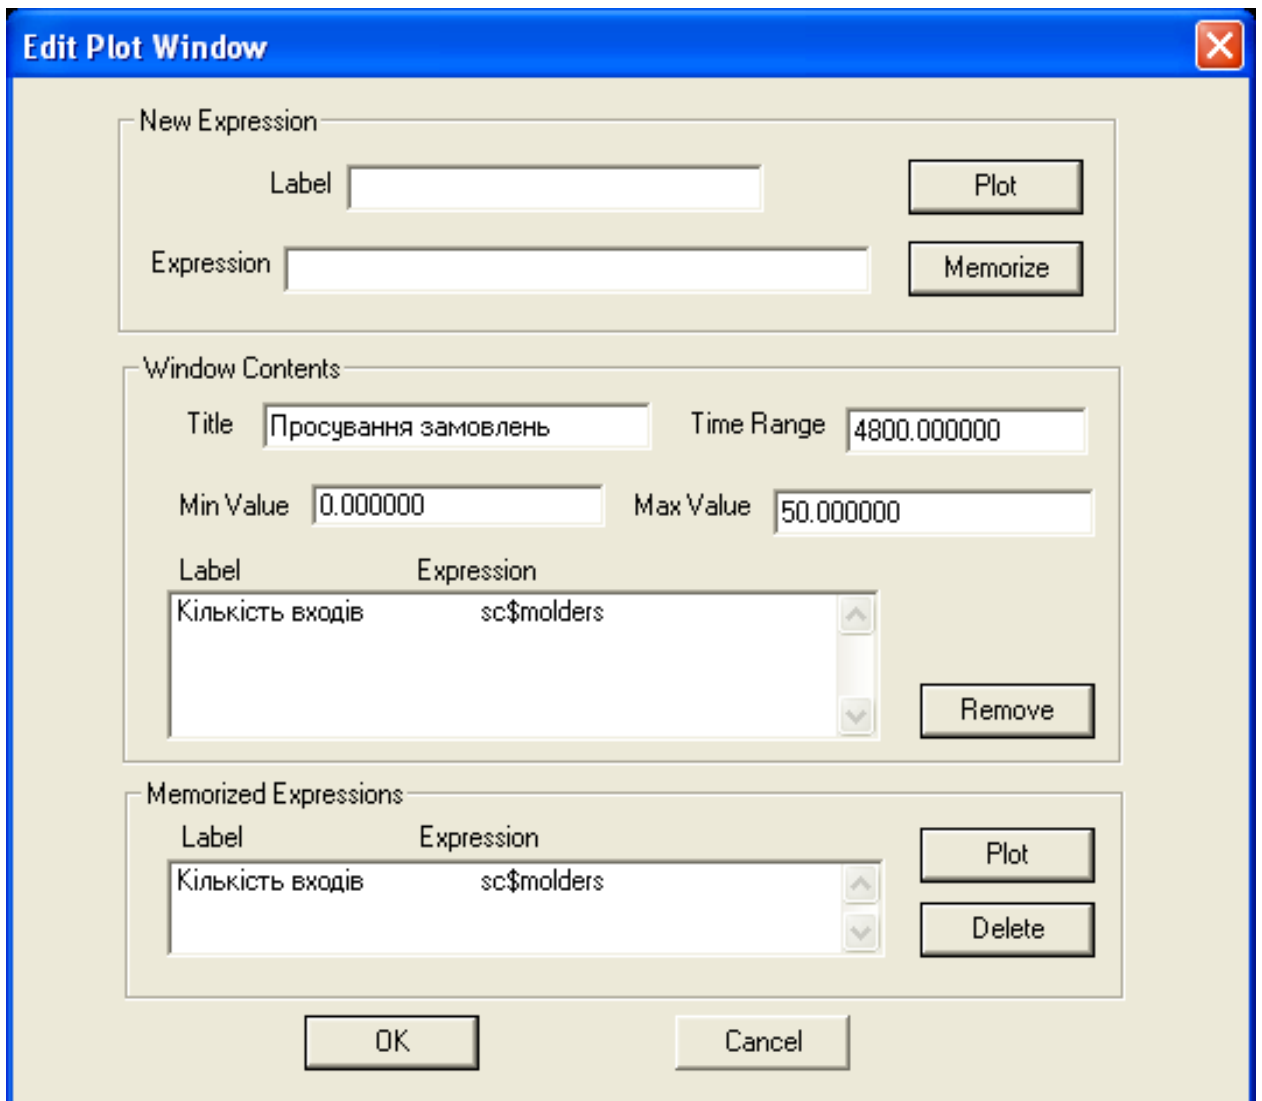 Edit Plot Window
New Expression
Label
Plot
Expression
Memorize
Window Contents
Title Просування замовлень Time Range 4800.000000
Min Value 0.000000 Max Value 50.000000
Label Expression
Кількість входів sc$molders
Remove
Memorized Expressions
Label Expression
Plot
Кількість входів sc$molders
Delete
OK Cancel